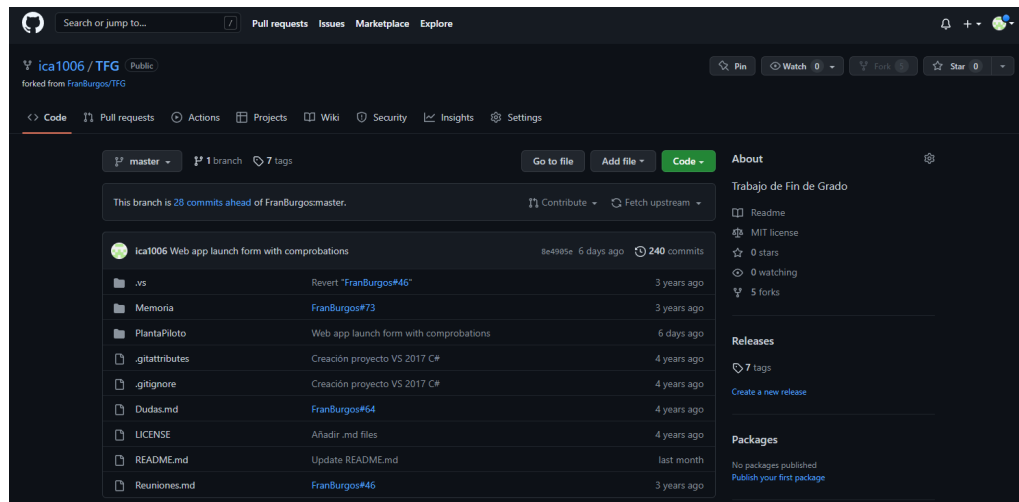 Search or jump to... / Pull requests Issues Marketplace Explore
ica1006 / TFG Public
Pin Watch 0 Fork 5 Star 0
forked from FranBurgos/TFG
Code Pull requests Actions Projects Wiki Security Insights Settings
master 1 branch 7 tags Go to file Add file Code
This branch is 28 commits ahead of FranBurgos:master. Contribute Fetch upstream
ica1006 Web app launch form with comprobations 8e4985e 6 days ago 240 commits
.vs Revert "FranBurgos#46" 3 years ago
Memoria FranBurgos#73 3 years ago
PlantaPiloto Web app launch form with comprobations 6 days ago
.gitattributes Creación proyecto VS 2017 C# 4 years ago
.gitignore Creación proyecto VS 2017 C# 4 years ago
Dudas.md FranBurgos#64 4 years ago
LICENSE Añadir .md files 4 years ago
README.md Update README.md last month
Reuniones.md FranBurgos#46 3 years ago
About
Trabajo de Fin de Grado
Readme
MIT license
0 stars
0 watching
5 forks
Releases
7 tags
Create a new release
Packages
No packages published
Publish your first package